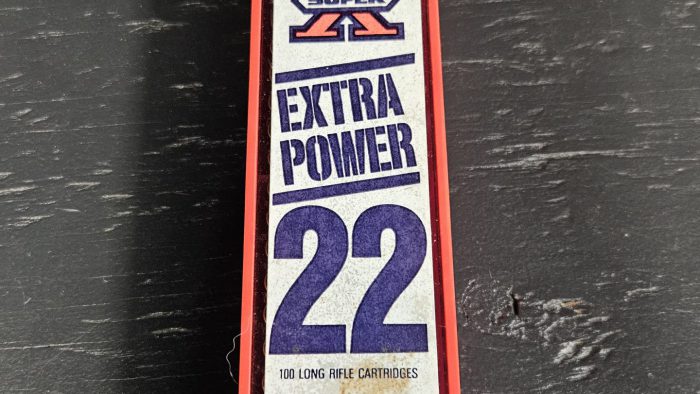 SUPER
X
EXTRA
POWER
22
100 LONG RIFLE CARTRIDGES